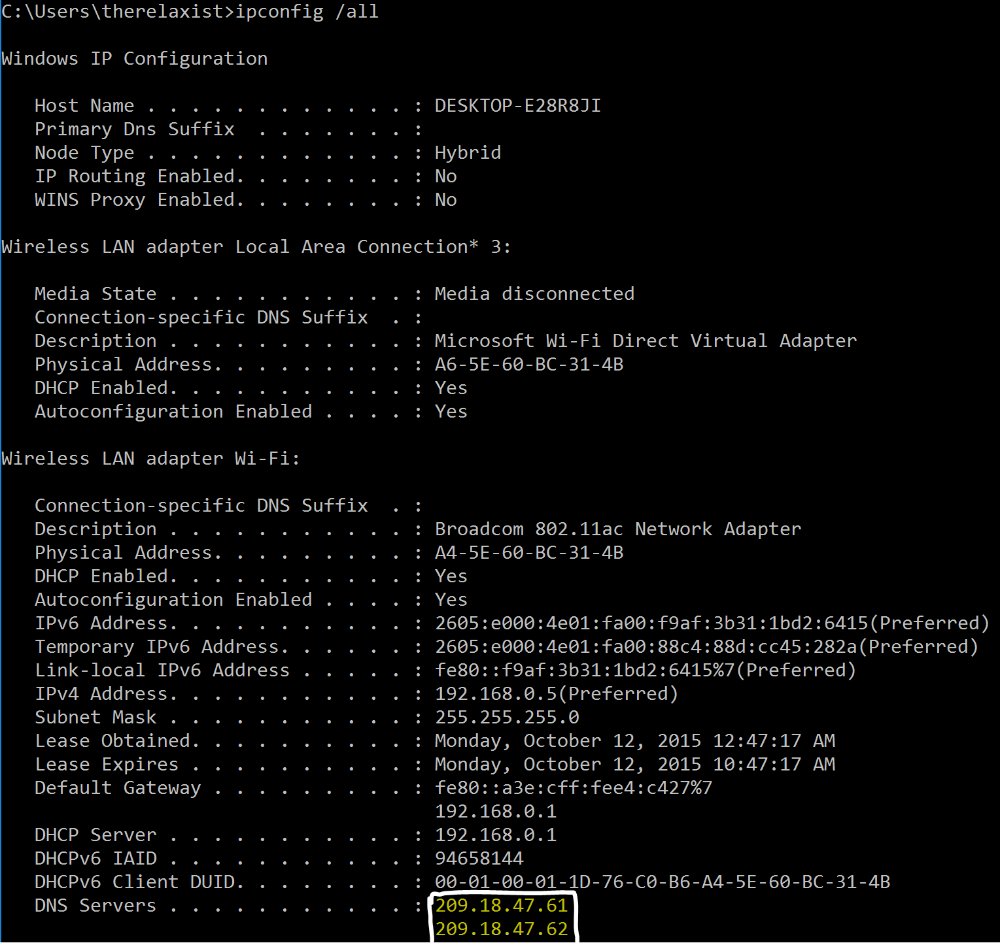 C:\Users\therelaxist>ipconfig /all
Windows IP Configuration
Host Name . . . . . . . . . . . . : DESKTOP-E28R8JI
Primary Dns Suffix  . . . . . . . :
Node Type . . . . . . . . . . . . : Hybrid
IP Routing Enabled. . . . . . . . : No
WINS Proxy Enabled. . . . . . . . : No
Wireless LAN adapter Local Area Connection* 3:
Media State . . . . . . . . . . . : Media disconnected
Connection-specific DNS Suffix  . :
Description . . . . . . . . . . . : Microsoft Wi-Fi Direct Virtual Adapter
Physical Address. . . . . . . . . : A6-5E-60-BC-31-4B
DHCP Enabled. . . . . . . . . . . : Yes
Autoconfiguration Enabled . . . . : Yes
Wireless LAN adapter Wi-Fi:
Connection-specific DNS Suffix  . :
Description . . . . . . . . . . . : Broadcom 802.11ac Network Adapter
Physical Address. . . . . . . . . : A4-5E-60-BC-31-4B
DHCP Enabled. . . . . . . . . . . : Yes
Autoconfiguration Enabled . . . . : Yes
IPv6 Address. . . . . . . . . . . : 2605:e000:4e01:fa00:f9af:3b31:1bd2:6415(Preferred)
Temporary IPv6 Address. . . . . . : 2605:e000:4e01:fa00:88c4:88d:cc45:282a(Preferred)
Link-local IPv6 Address . . . . . : fe80::f9af:3b31:1bd2:6415%7(Preferred)
IPv4 Address. . . . . . . . . . . : 192.168.0.5(Preferred)
Subnet Mask . . . . . . . . . . . : 255.255.255.0
Lease Obtained. . . . . . . . . . : Monday, October 12, 2015 12:47:17 AM
Lease Expires . . . . . . . . . . : Monday, October 12, 2015 10:47:17 AM
Default Gateway . . . . . . . . . : fe80::a3e:cff:fee4:c427%7
192.168.0.1
DHCP Server . . . . . . . . . . . : 192.168.0.1
DHCPv6 IAID . . . . . . . . . . . : 94658144
DHCPv6 Client DUID. . . . . . . . : 00-01-00-01-1D-76-C0-B6-A4-5E-60-BC-31-4B
DNS Servers . . . . . . . . . . . : 209.18.47.61
209.18.47.62